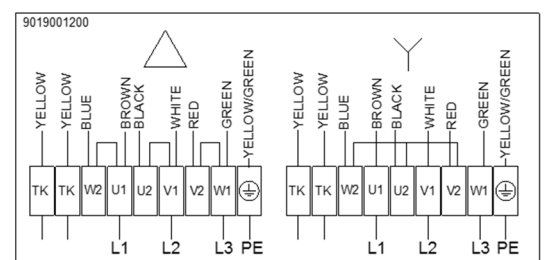 9019001200
YELLOW YELLOW BLUE BROWN BLACK WHITE RED GREEN YELLOW/GREEN
TK TK W2 U1 U2 V1 V2 W1
L1 L2 L3 PE
YELLOW YELLOW BLUE BROWN BLACK WHITE RED GREEN YELLOW/GREEN
TK TK W2 U1 U2 V1 V2 W1
L1 L2 L3 PE